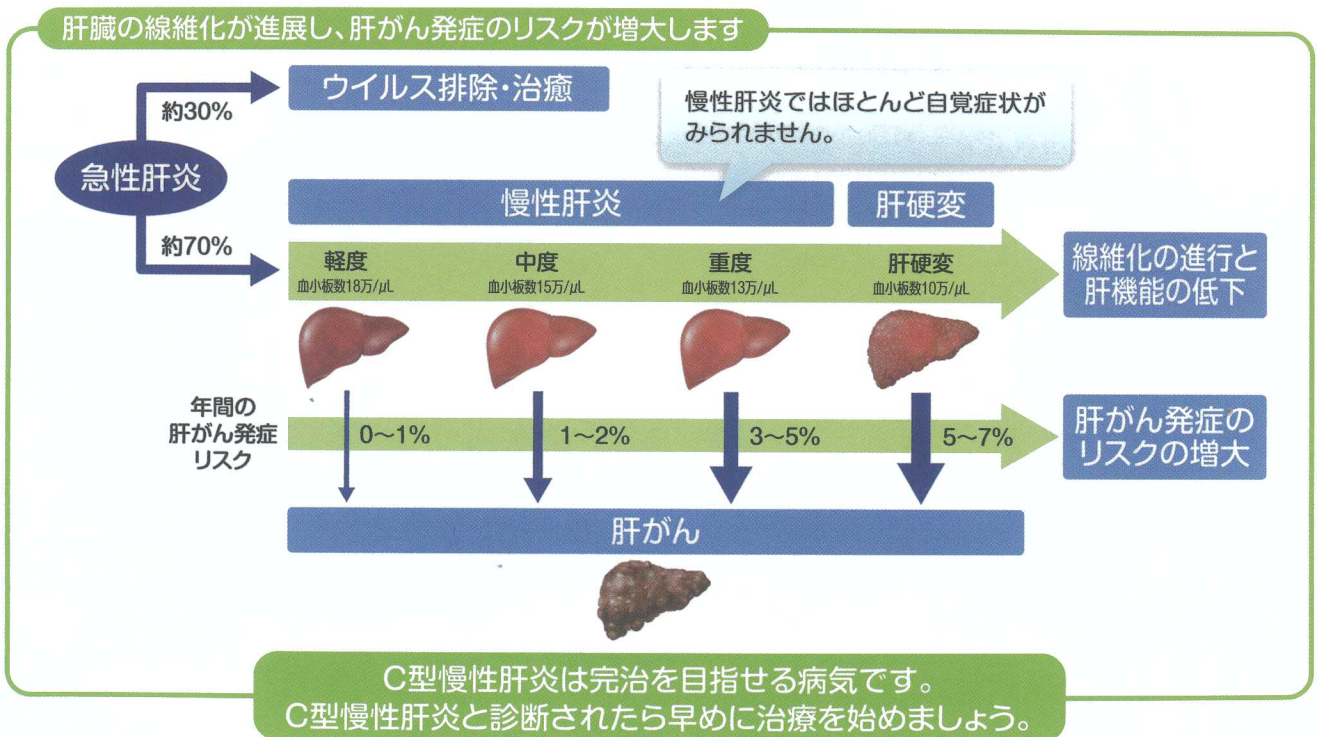 肝臓の線維化が進展し、肝がん発症のリスクが増大します
約30%
ウイルス排除・治癒
慢性肝炎ではほとんど自覚症状が
みられません。
急性肝炎
慢性肝炎
肝硬変
約70%
軽度
血小板数18万/μL
中度
血小板数15万/μL
重度
血小板数13万/μL
肝硬変
血小板数10万/μL
線維化の進行と
肝機能の低下
年間の
肝がん発症
リスク
0〜1%
1〜2%
3〜5%
5〜7%
肝がん発症の
リスクの増大
肝がん
C型慢性肝炎は完治を目指せる病気です。
C型慢性肝炎と診断されたら早めに治療を始めましょう。